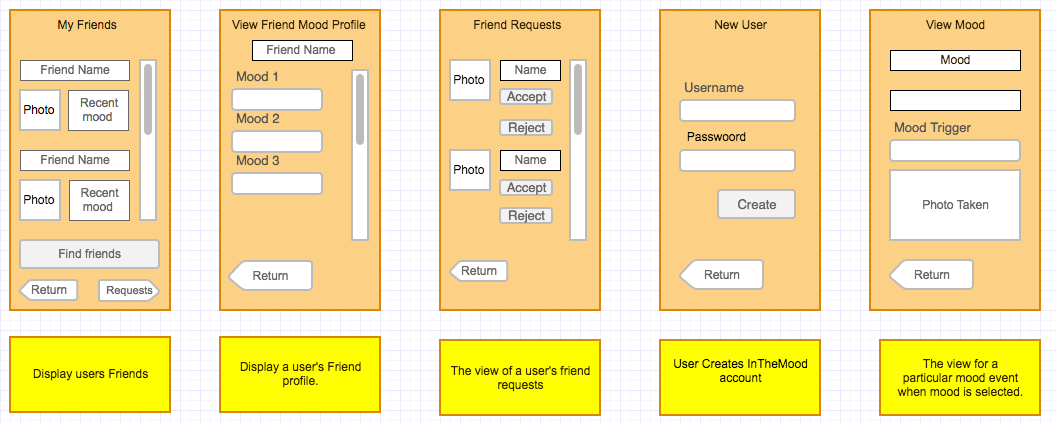 My Friends
Friend Name
Photo
Recent
mood
Friend Name
Photo
Recent
mood
Find friends
Return
Requests
Display users Friends
View Friend Mood Profile
Friend Name
Mood 1
Mood 2
Mood 3
Return
Display a user's Friend
profile.
Friend Requests
Photo
Name
Accept
Reject
Photo
Name
Accept
Reject
Return
The view of a user's friend
requests
New User
Username
Passwoord
Create
Return
User Creates InTheMood
account
View Mood
Mood
Mood Trigger
Photo Taken
Return
The view for a
particular mood event
when mood is selected.